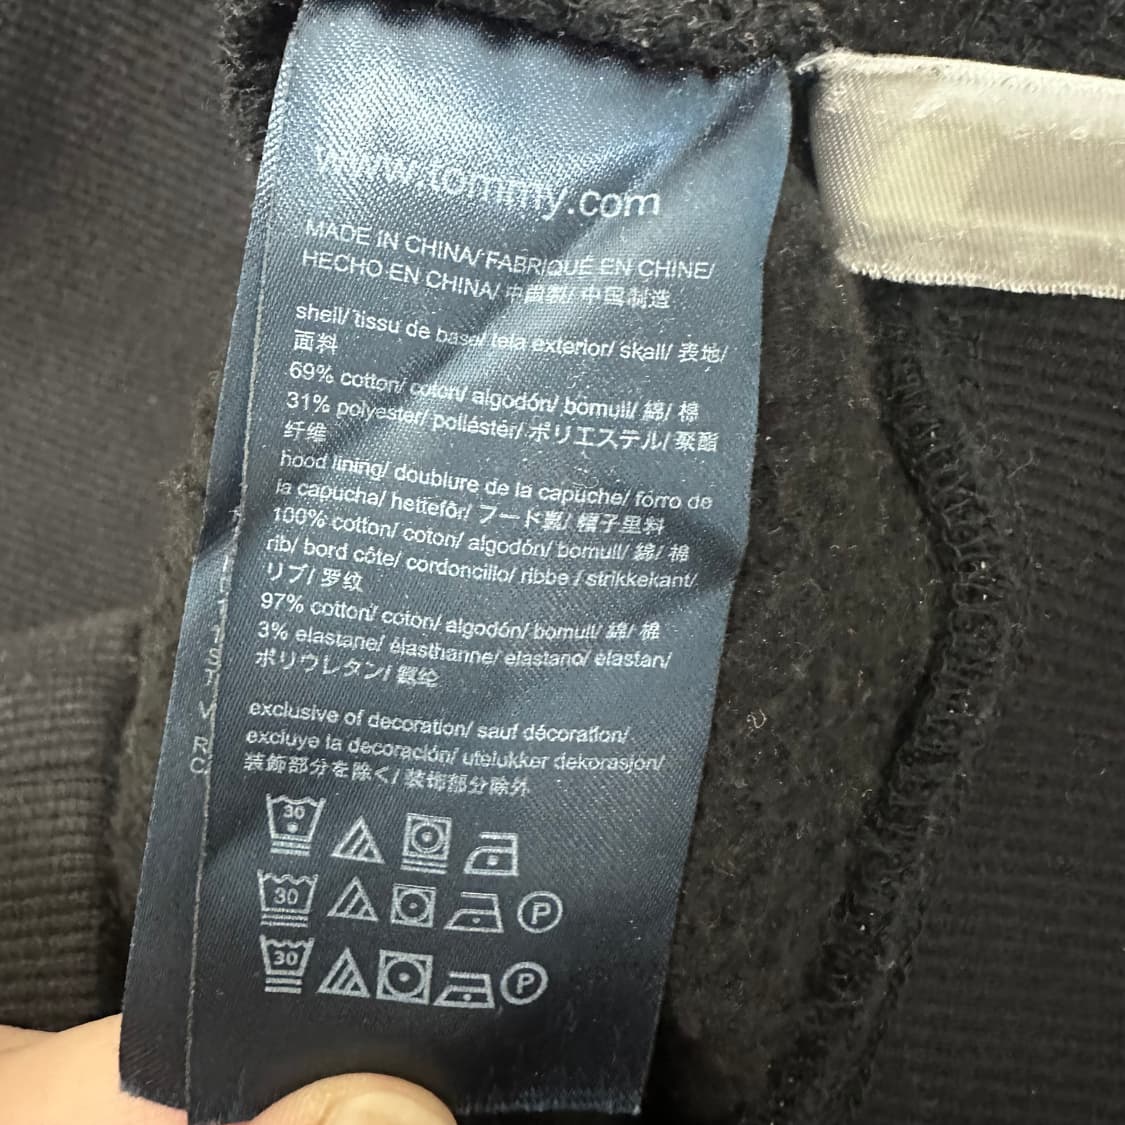 www.tommy.com
MADE IN CHINA/ FABRIQUÉ EN CHINE/
HECHO EN CHINA/ 中国製/ 中国制造
shell/ tissu de base/ tela exterior/ skall/ 表地/
面料
69% cotton/ coton/ algodón/ bomull/ 綿/ 棉
31% polyester/ poliéster/ ポリエステル/ 聚酯
纤维
hood lining/ doublure de la capuche/ forro de
la capucha/ hettefôr/ フード裏/ 帽子里料
100% cotton/ coton/ algodón/ bomull/ 綿/ 棉
rib/ bord côte/ cordoncillo/ ribbe / strikkekant/
リブ/ 罗纹
97% cotton/ coton/ algodón/ bomull/ 綿/ 棉
3% elastane/ élasthanne/ elastano/ elastan/
ポリウレタン/ 氨纶
exclusive of decoration/ sauf décoration/
excluye la decoración/ utelukker dekorasjon/
装飾部分を除く/ 装饰部分除外
30
30 P
30 P